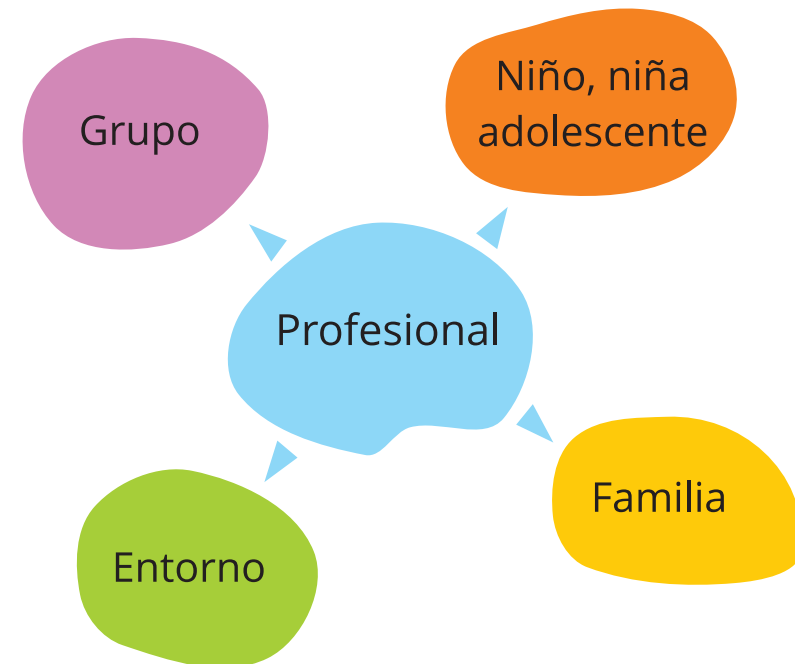 Grupo
Niño, niña
adolescente
Profesional
Familia
Entorno